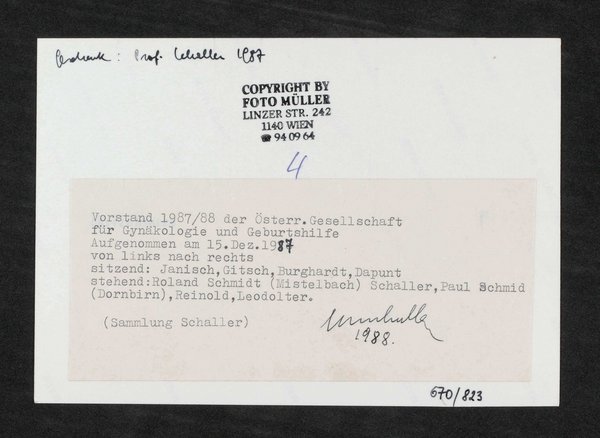 Geschenk: Prof. Schaller 1987
COPYRIGHT BY
FOTO MÜLLER
LINZER STR. 242
1140 WIEN
☎ 94 09 64
4
Vorstand 1987/88 der Österr.Gesellschaft
für Gynäkologie und Geburtshilfe
Aufgenommen am 15.Dez.1987
von links nach rechts
sitzend: Janisch,Gitsch,Burghardt,Dapunt
stehend:Roland Schmidt (Mistelbach) Schaller,Paul Schmid
(Dornbirn),Reinold,Leodolter.
(Sammlung Schaller)
1988.
670/823